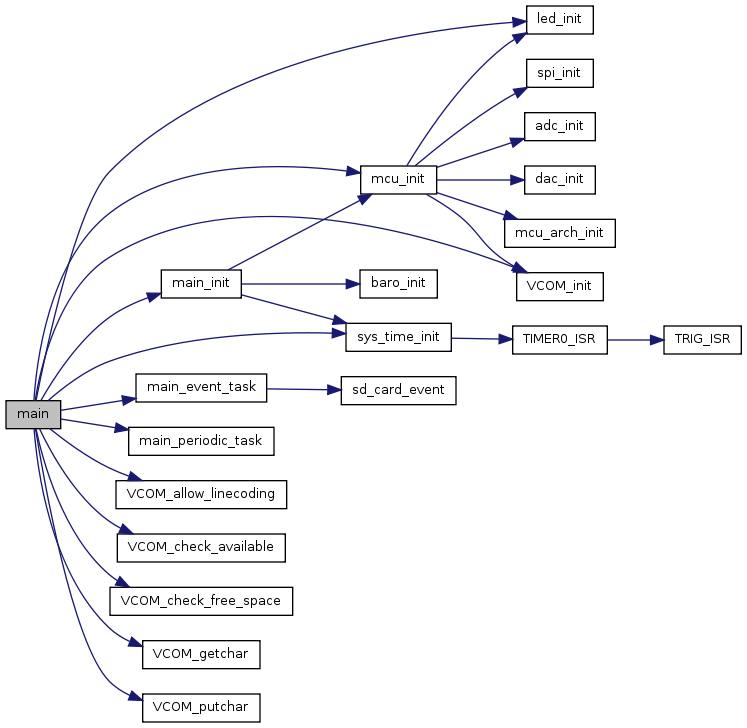 led_init
spi_init
adc_init
mcu_init
dac_init
mcu_arch_init
main_init
baro_init
VCOM_init
sys_time_init
TIMER0_ISR
TRIG_ISR
main_event_task
sd_card_event
main
main_periodic_task
VCOM_allow_linecoding
VCOM_check_available
VCOM_check_free_space
VCOM_getchar
VCOM_putchar